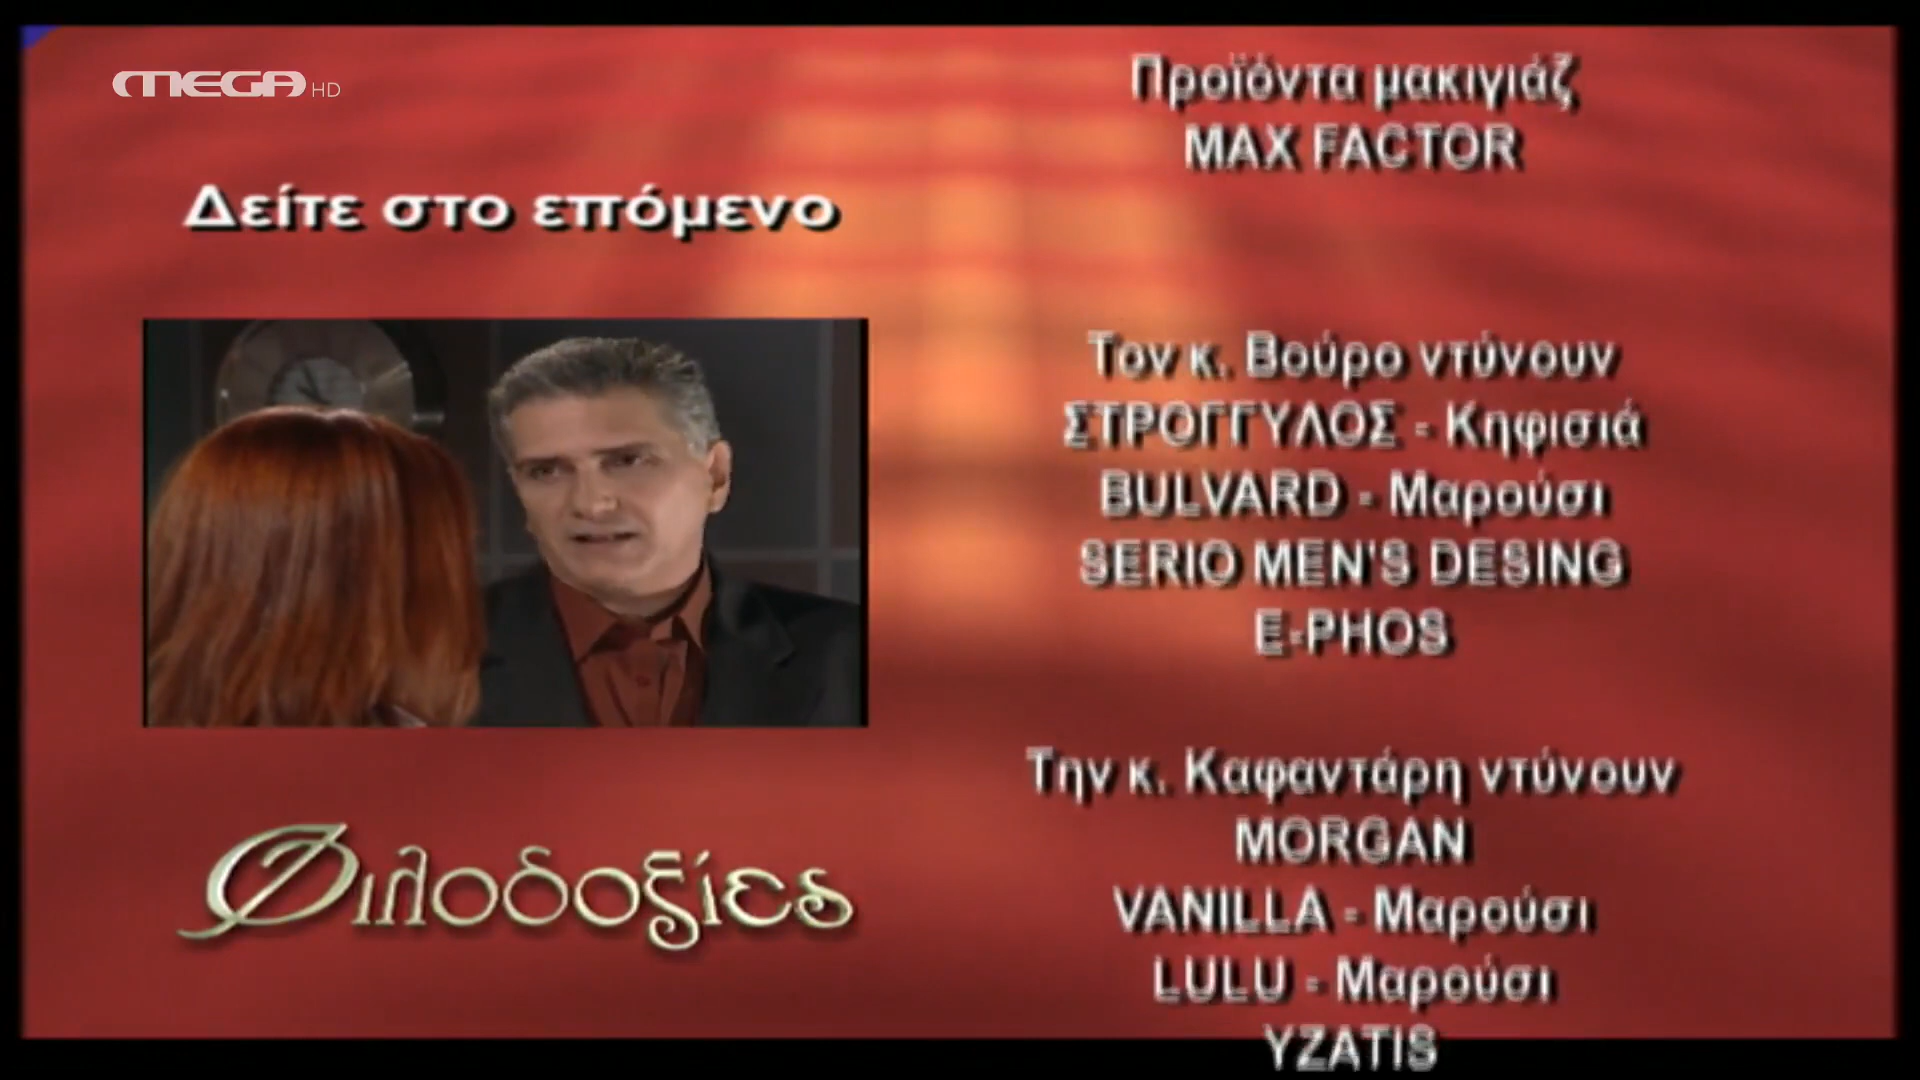 MEGA HD
Δείτε στο επόμενο
Φιλοδοξίες
Προϊόντα μακιγιάζ
MAX FACTOR
Τον κ. Βούρο ντύνουν
ΣΤΡΟΓΓΥΛΟΣ - Κηφισιά
BULVARD - Μαρούσι
SERIO MEN'S DESING
E-PHOS
Την κ. Καφαντάρη ντύνουν
MORGAN
VANILLA - Μαρούσι
LULU - Μαρούσι
YZATIS